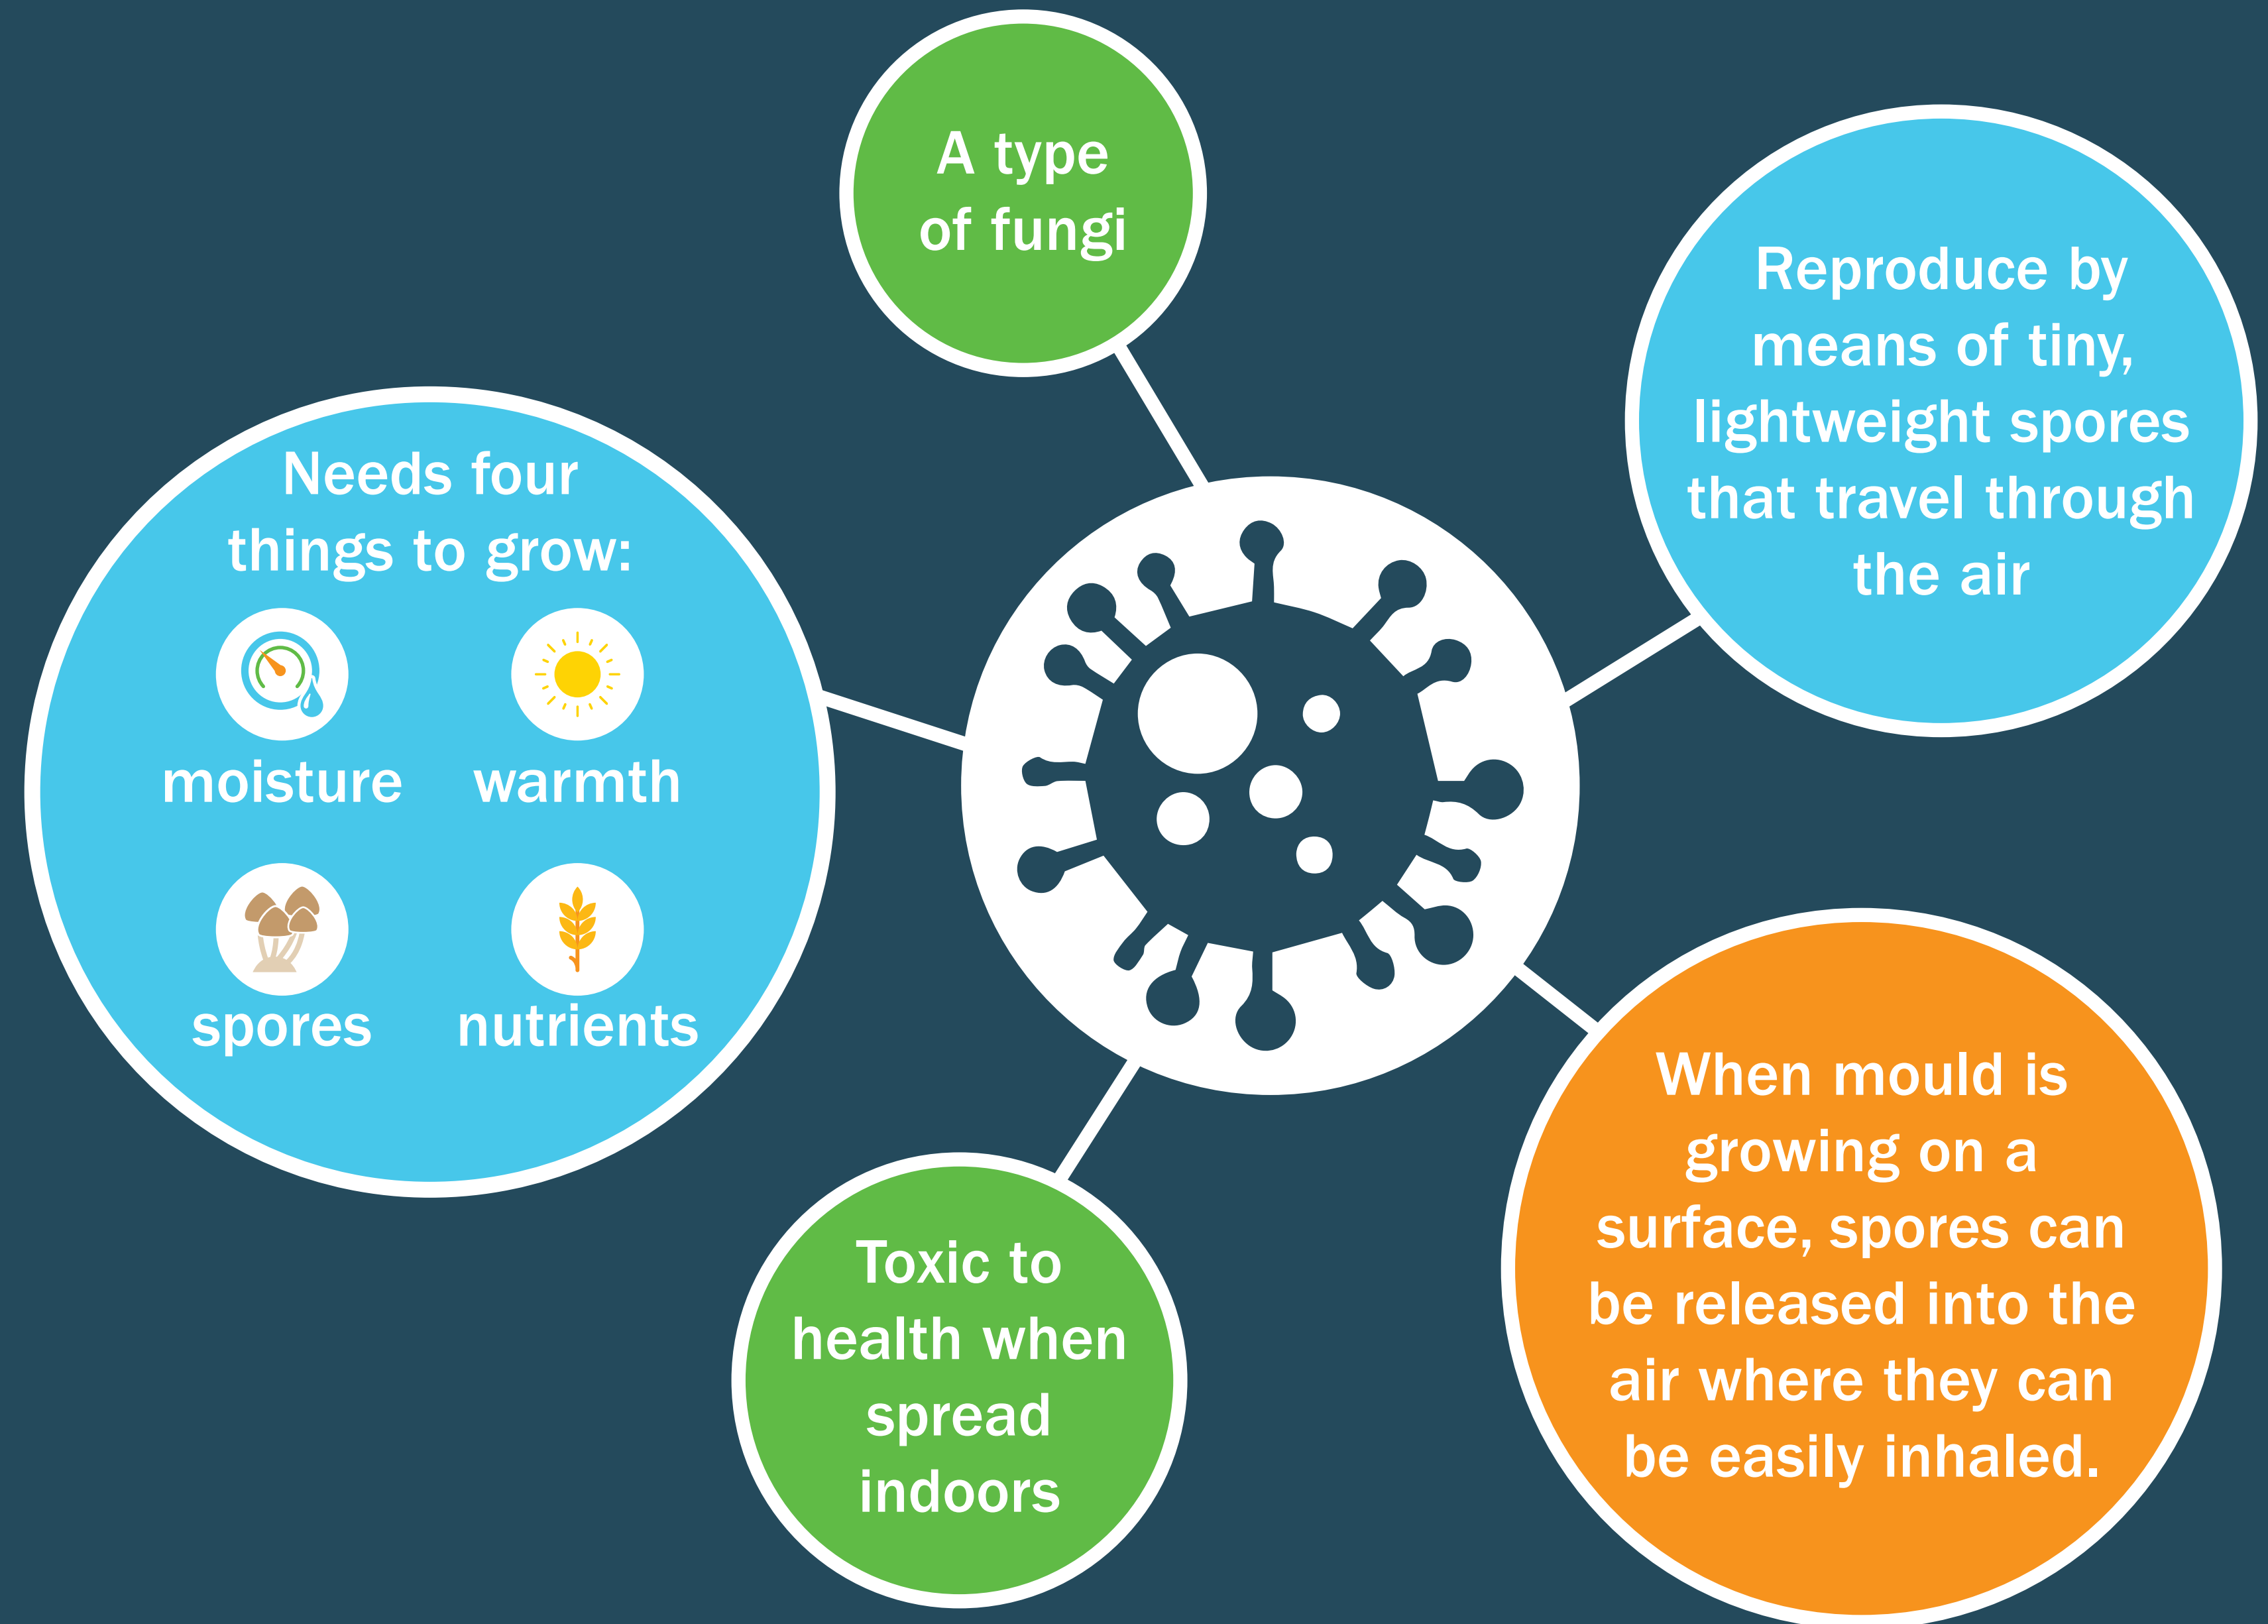 A type
of fungi
Reproduce by
means of tiny,
lightweight spores
that travel through
the air
Needs four
things to grow:
moisture warmth
spores nutrients
When mould is
growing on a
surface, spores can
be released into the
air where they can
be easily inhaled.
Toxic to
health when
spread
indoors